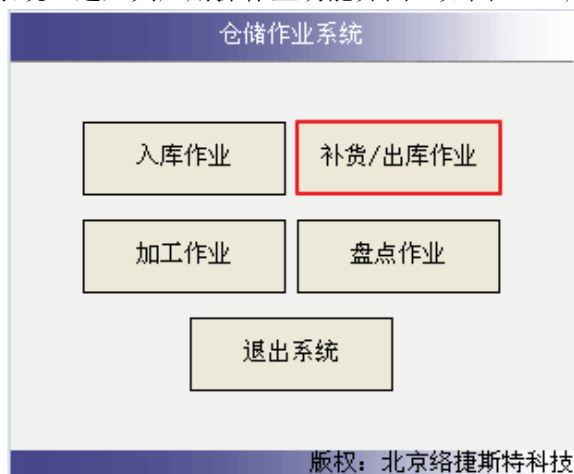 仓储作业系统
入库作业 补货/出库作业
加工作业 盘点作业
退出系统
版权：北京络捷斯特科技